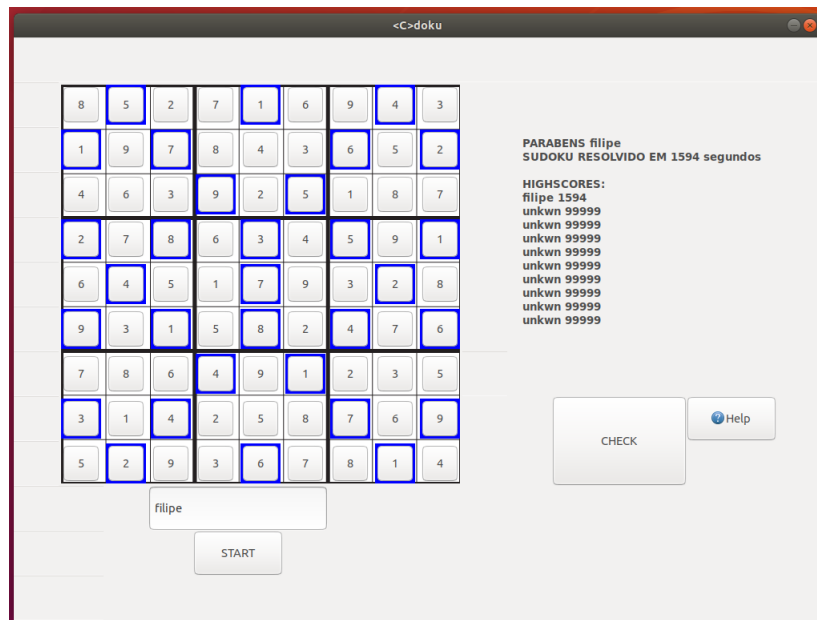 <C>doku
8 5 2 7 1 6 9 4 3
1 9 7 8 4 3 6 5 2
4 6 3 9 2 5 1 8 7
2 7 8 6 3 4 5 9 1
6 4 5 1 7 9 3 2 8
9 3 1 5 8 2 4 7 6
7 8 6 4 9 1 2 3 5
3 1 4 2 5 8 7 6 9
5 2 9 3 6 7 8 1 4
filipe
START
PARABENS filipe
SUDOKU RESOLVIDO EM 1594 segundos
HIGHSCORES:
filipe 1594
unkwn 99999
unkwn 99999
unkwn 99999
unkwn 99999
unkwn 99999
unkwn 99999
unkwn 99999
unkwn 99999
unkwn 99999
CHECK
Help